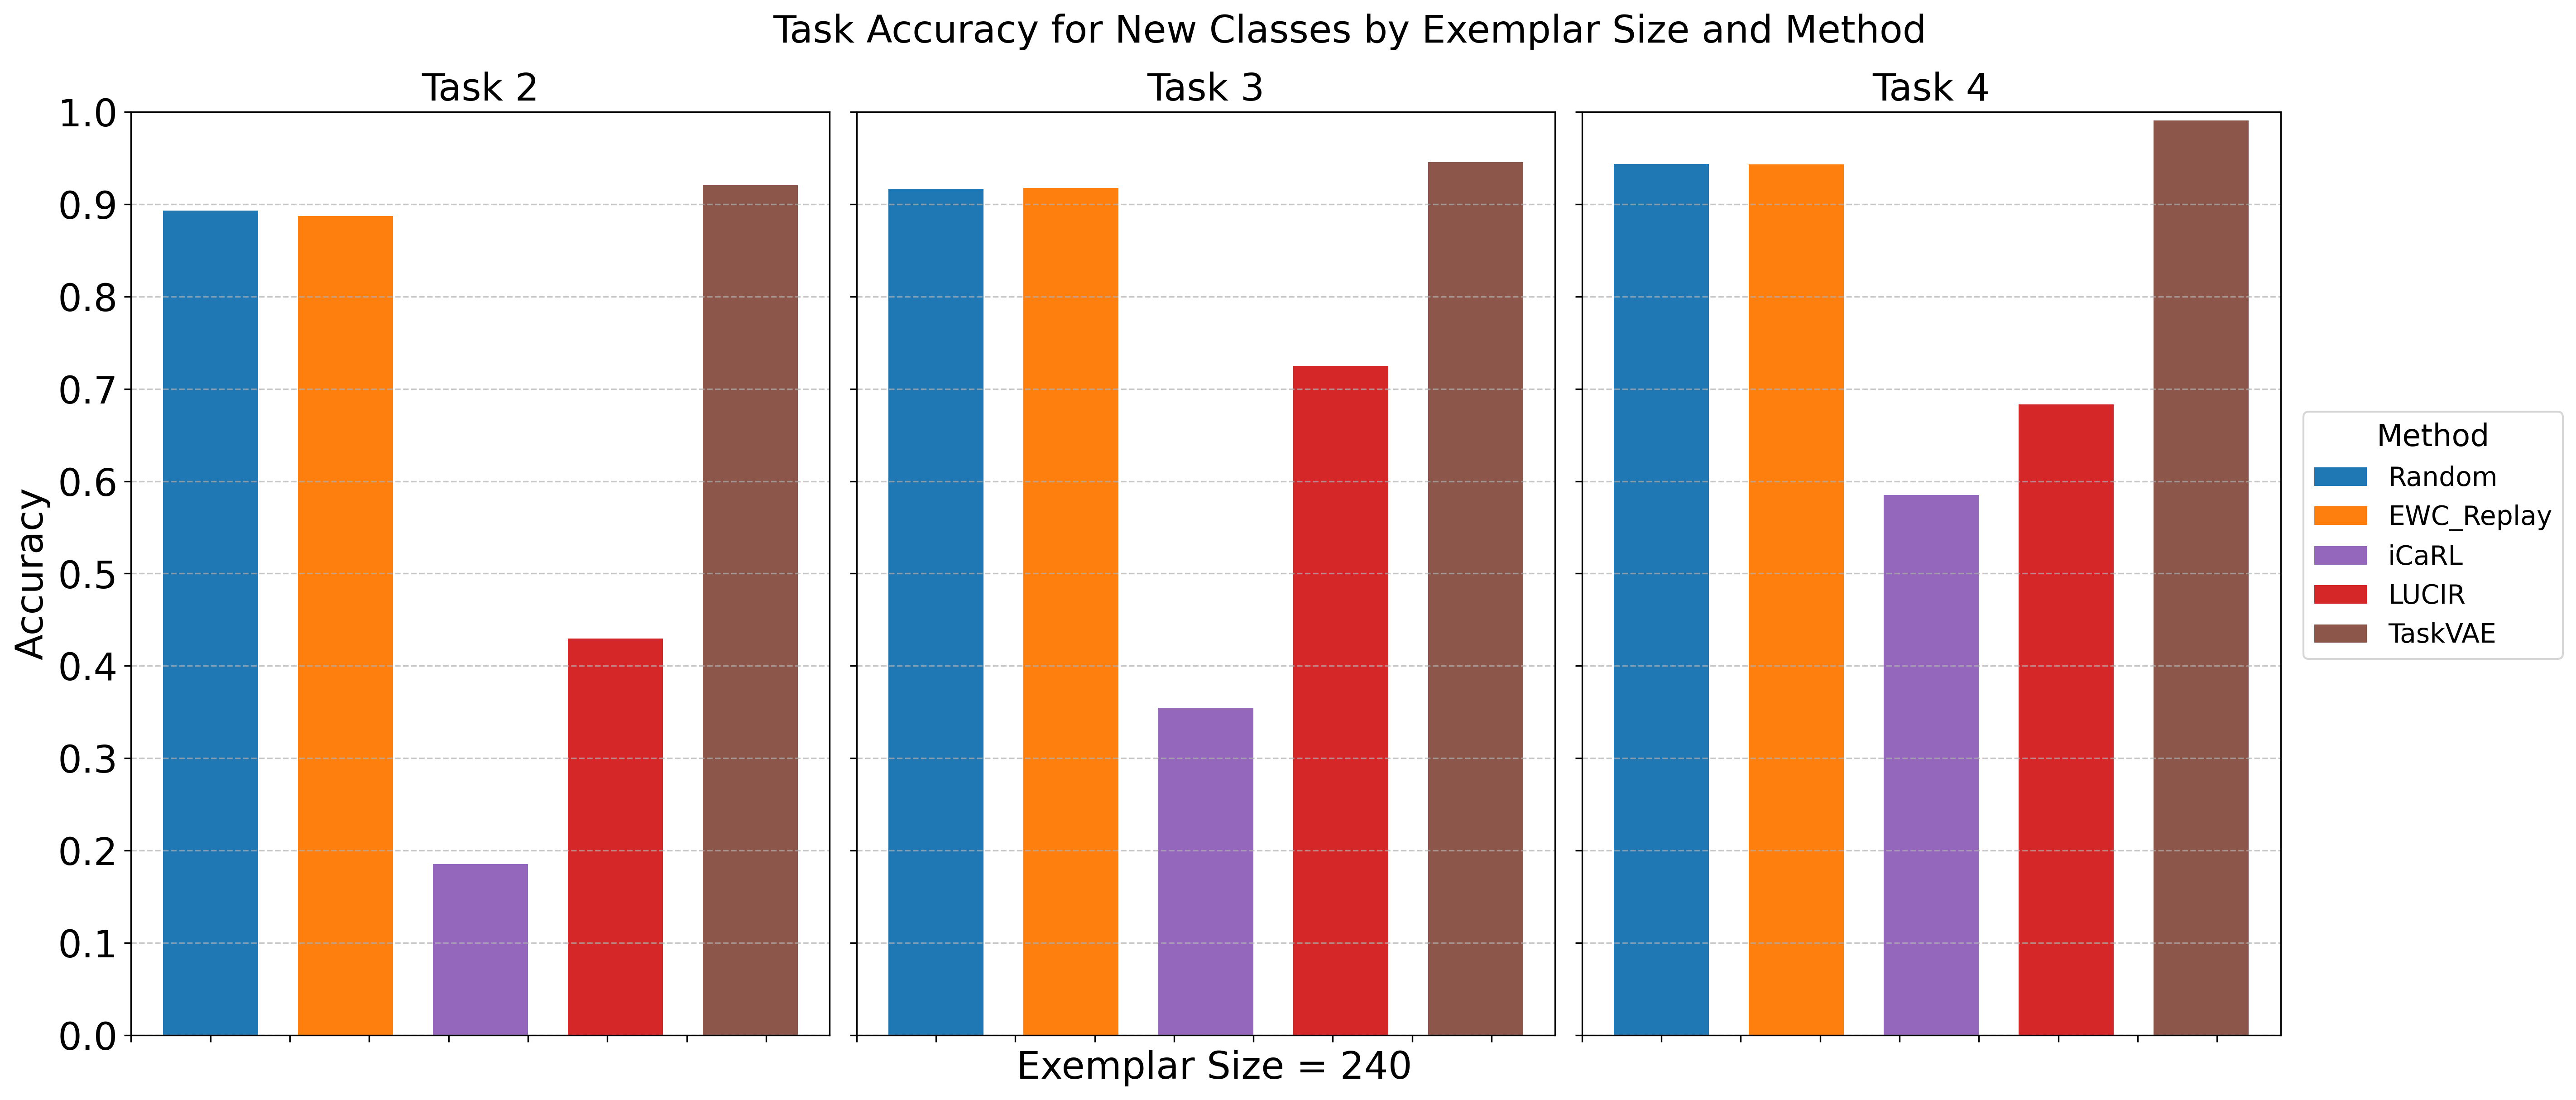 Task Accuracy for New Classes by Exemplar Size and Method
Task 2
Task 3
Task 4
1.0
0.9
0.8
0.7
0.6
0.5
0.4
0.3
0.2
0.1
0.0
Accuracy
Exemplar Size = 240
Method
Random
EWC_Replay
iCaRL
LUCIR
TaskVAE